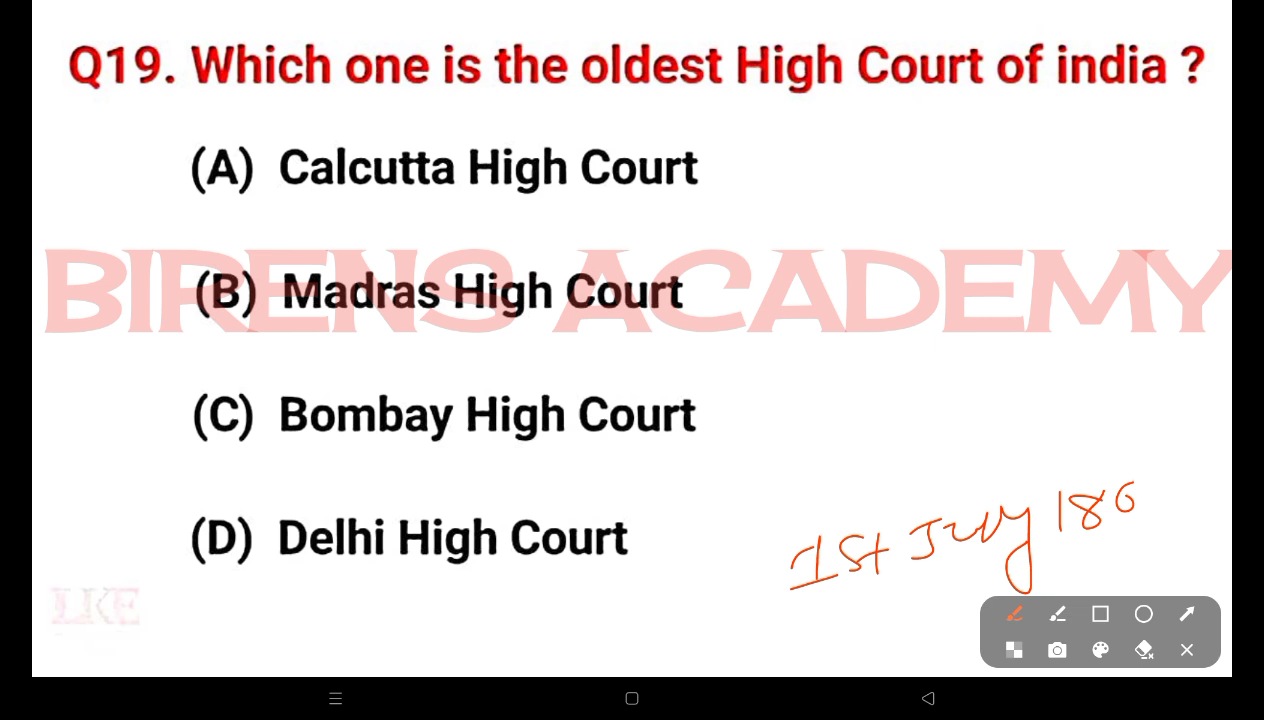 Q19. Which one is the oldest High Court of india ?
(A) Calcutta High Court
BIRENS ACADEMY
(B) Madras High Court
(C) Bombay High Court
(D) Delhi High Court
1st July 186
LKE